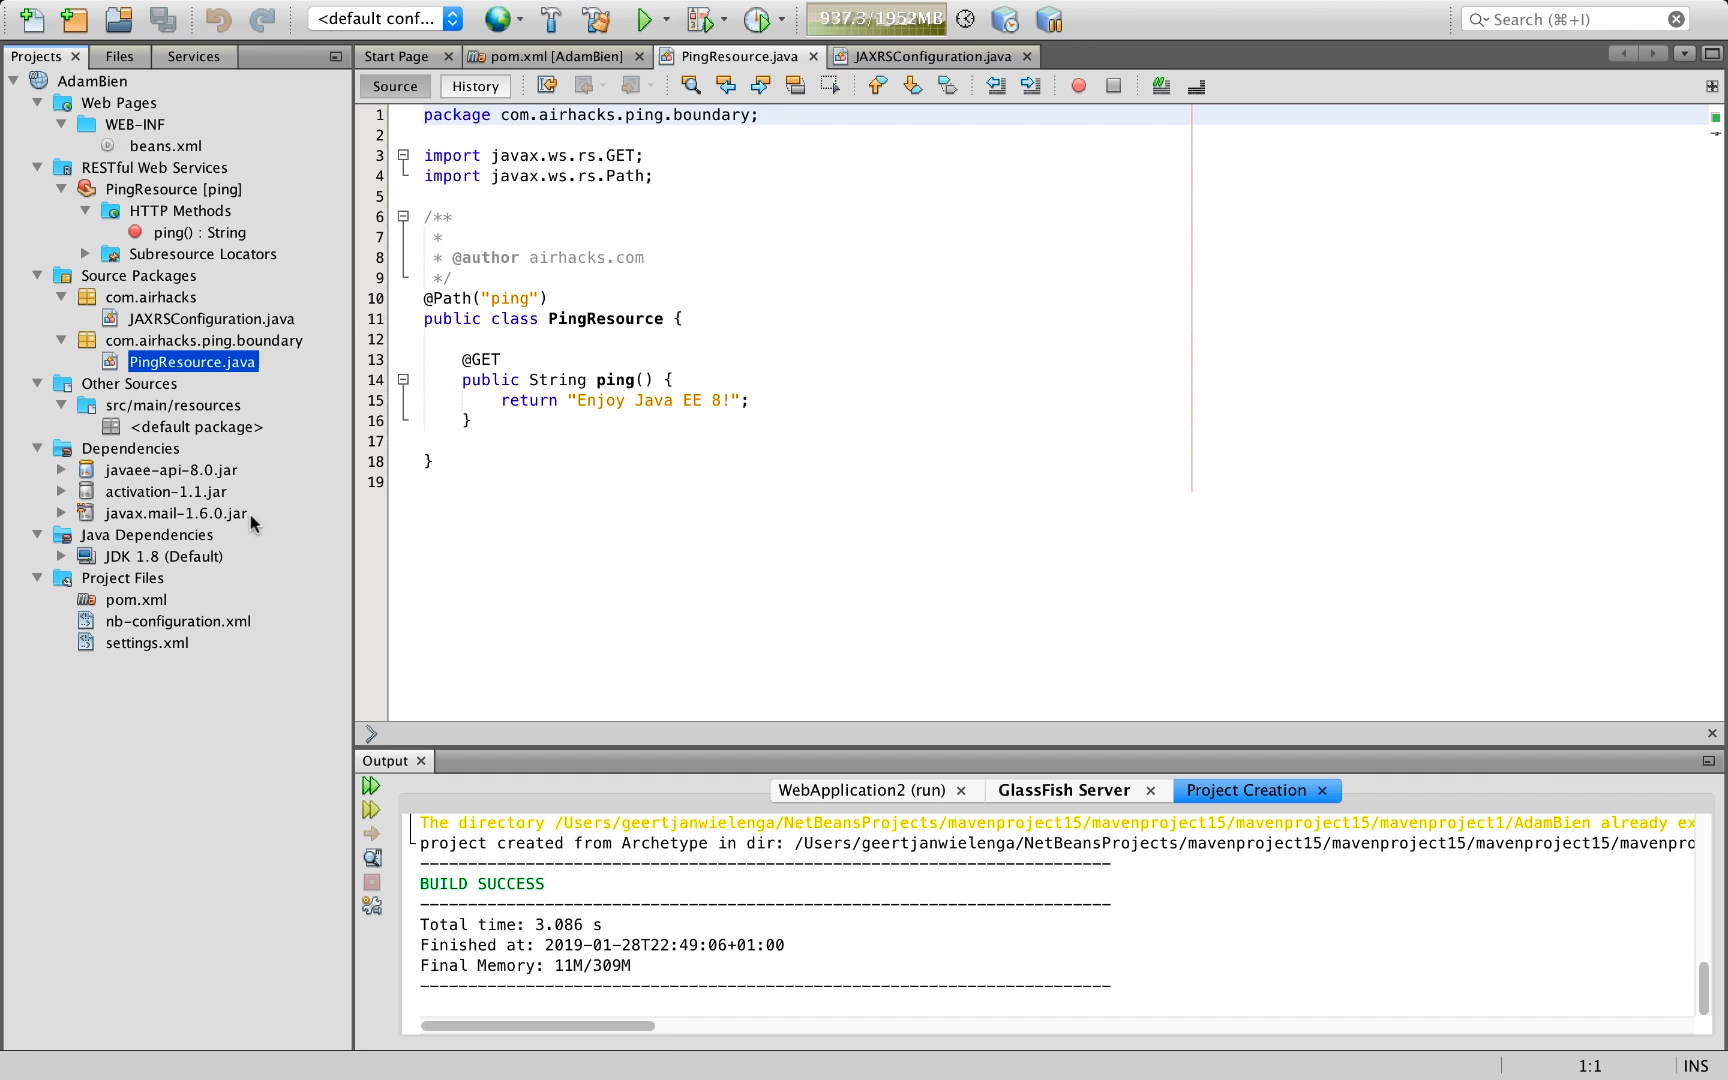 <default conf...
937.3/1952MB
Search (⌘+I)
Projects
Files
Services
Start Page
pom.xml [AdamBien]
PingResource.java
JAXRSConfiguration.java
Source
History
AdamBien
Web Pages
WEB-INF
beans.xml
RESTful Web Services
PingResource [ping]
HTTP Methods
ping() : String
Subresource Locators
Source Packages
com.airhacks
JAXRSConfiguration.java
com.airhacks.ping.boundary
PingResource.java
Other Sources
src/main/resources
<default package>
Dependencies
javaee-api-8.0.jar
activation-1.1.jar
javax.mail-1.6.0.jar
Java Dependencies
JDK 1.8 (Default)
Project Files
pom.xml
nb-configuration.xml
settings.xml
1 package com.airhacks.ping.boundary;
2
3 import javax.ws.rs.GET;
4 import javax.ws.rs.Path;
5
6 /**
7 *
8 * @author airhacks.com
9 */
10 @Path("ping")
11 public class PingResource {
12
13 @GET
14 public String ping() {
15 return "Enjoy Java EE 8!";
16 }
17
18 }
19
Output
WebApplication2 (run)
GlassFish Server
Project Creation
The directory /Users/geertjanwielenga/NetBeansProjects/mavenproject15/mavenproject15/mavenproject15/mavenproject1/AdamBien already ex
project created from Archetype in dir: /Users/geertjanwielenga/NetBeansProjects/mavenproject15/mavenproject15/mavenproject15/mavenpro
------------------------------------------------------------------------
BUILD SUCCESS
------------------------------------------------------------------------
Total time: 3.086 s
Finished at: 2019-01-28T22:49:06+01:00
Final Memory: 11M/309M
------------------------------------------------------------------------
1:1
INS